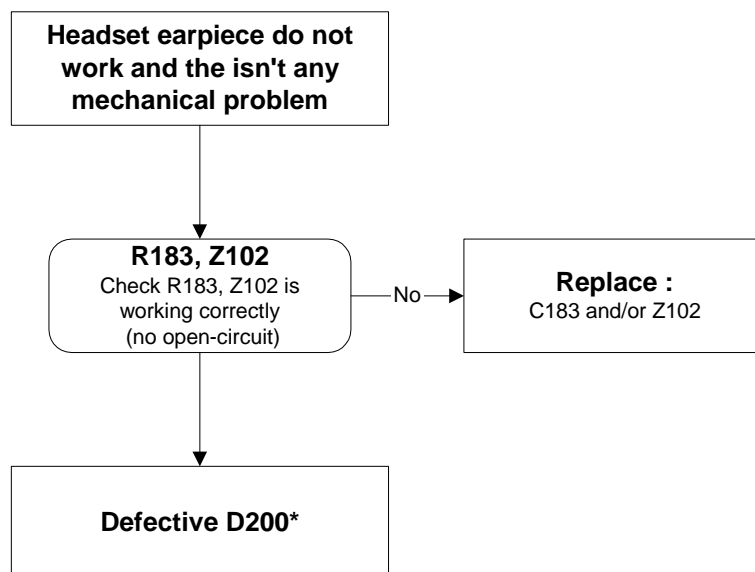 Headset earpiece do not
work and the isn't any
mechanical problem
R183, Z102
Check R183, Z102 is
working correctly
(no open-circuit)
No
Replace :
C183 and/or Z102
Defective D200*